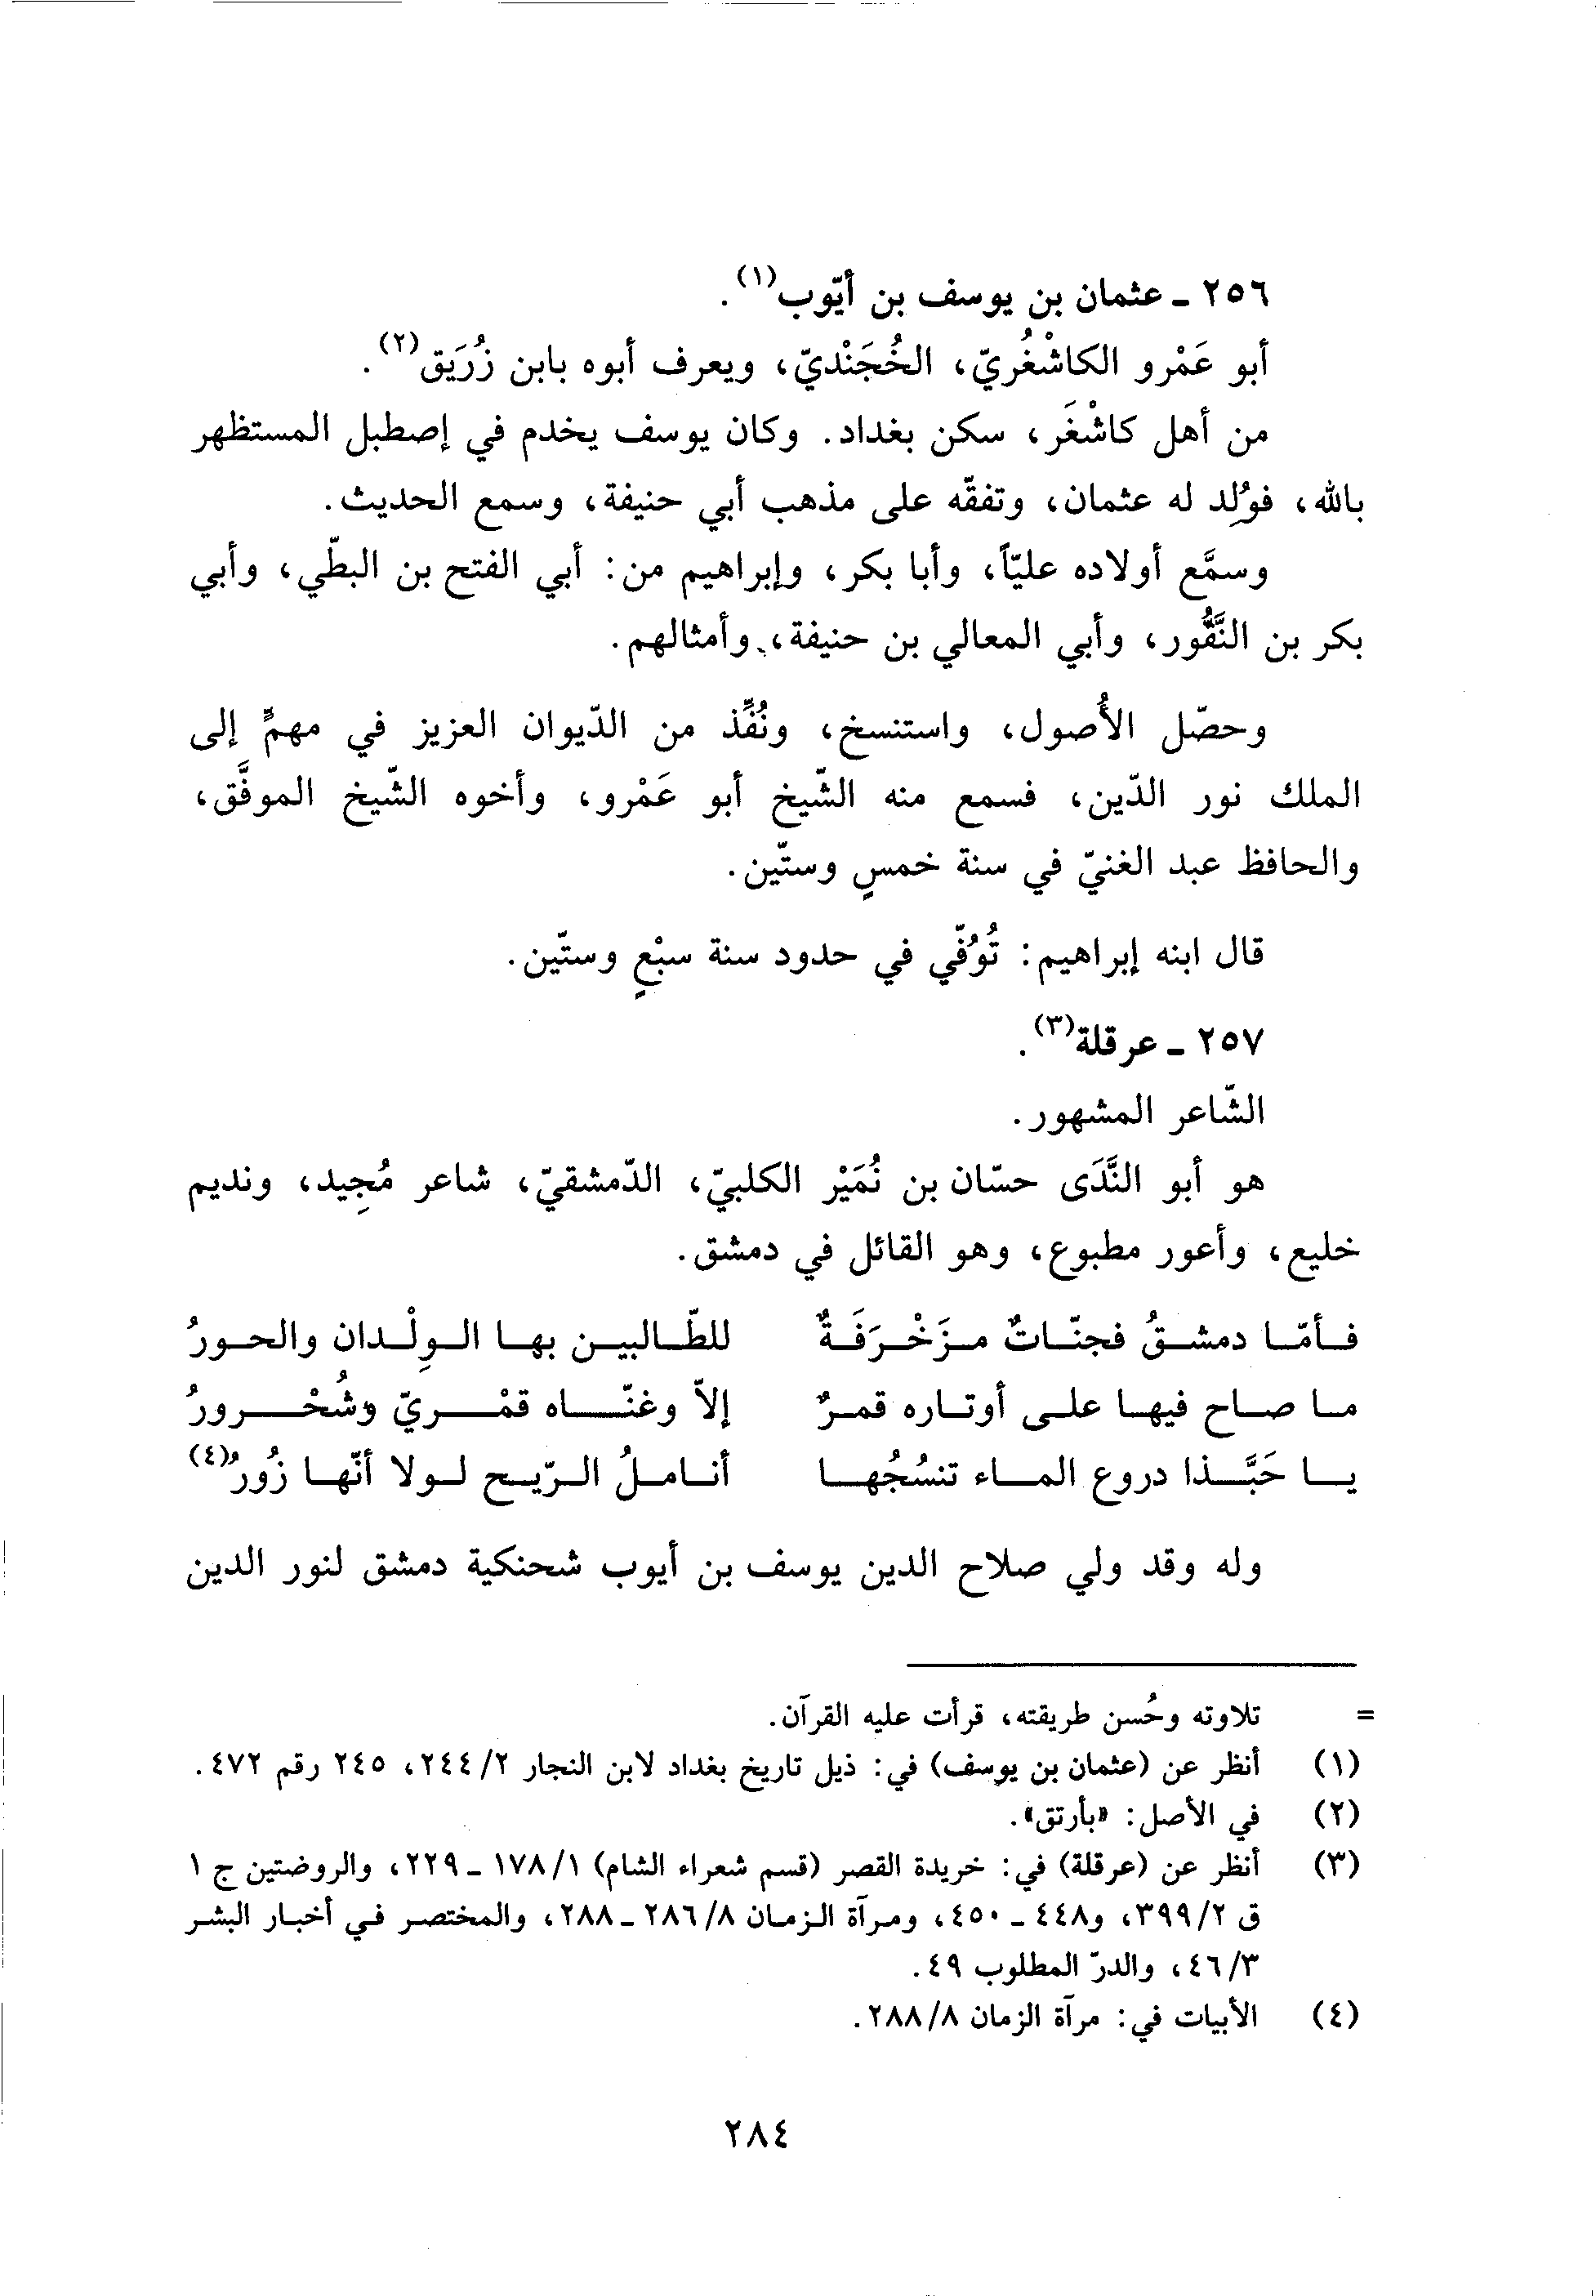 ٢٥٦ - عثمان بن يوسف بن أيّوب(١).
أبو عَمْرو الكاشْغُريّ، الخُجَنْديّ، ويعرف أبوه بابن زُرَيق(٢).
من أهل كاشْغَر، سكن بغداد. وكان يوسف يخدم في إصطبل المستظهر
بالله، فوُلِد له عثمان، وتفقّه على مذهب أبي حنيفة، وسمع الحديث.
وسمَّع أولاده عليّاً، وأبا بكر، وإبراهيم من: أبي الفتح بن البطّي، وأبي
بكر بن النَّقُّور، وأبي المعالي بن حنيفة، وأمثالهم.
وحصّل الأُصول، واستنسخ، ونُفِّذ من الدّيوان العزيز في مهمٍّ إلى
الملك نور الدّين، فسمع منه الشّيخ أبو عَمْرو، وأخوه الشّيخ الموفَّق،
والحافظ عبد الغنيّ في سنة خمسٍ وستّين.
قال ابنه إبراهيم: تُوُفّي في حدود سنة سبْعٍ وستّين.
٢٥٧ - عرقلة(٣).
الشّاعر المشهور.
هو أبو النَّدَى حسّان بن نُمَيْر الكلبيّ، الدّمشقيّ، شاعر مُجِيد، ونديم
خليع، وأعور مطبوع، وهو القائل في دمشق.
فـأمّـا دمشـقُ فجنّـاتٌ مـزَخْـرَفَـةٌ للطّـالبيـن بهـا الـوِلْـدان والحـورُ
مـا صـاح فيهـا علـى أوتـاره قمـرٌ إلاّ وغنّـاه قمْـريّ وشُحْـرورُ
يـا حَبَّـذا دروع المـاء تنسُجُهـا أنـامـلُ الـرّيـح لـولا أنّهـا زُورُ(٤)
وله وقد ولي صلاح الدين يوسف بن أيوب شحنكية دمشق لنور الدين
= تلاوته وحُسن طريقته، قرأت عليه القرآن.
(١) أنظر عن (عثمان بن يوسف) في: ذيل تاريخ بغداد لابن النجار ٢/٢٤٤، ٢٤٥ رقم ٤٧٢.
(٢) في الأصل: «بأرتق».
(٣) أنظر عن (عرقلة) في: خريدة القصر (قسم شعراء الشام) ١/١٧٨ - ٢٢٩، والروضتين ج ١
ق ٢/٣٩٩، و٤٤٨ - ٤٥٠، ومرآة الزمان ٨/٢٨٦ - ٢٨٨، والمختصر في أخبار البشر
٣/٤٦، والدرّ المطلوب ٤٩.
(٤) الأبيات في: مرآة الزمان ٨/٢٨٨.
٢٨٤